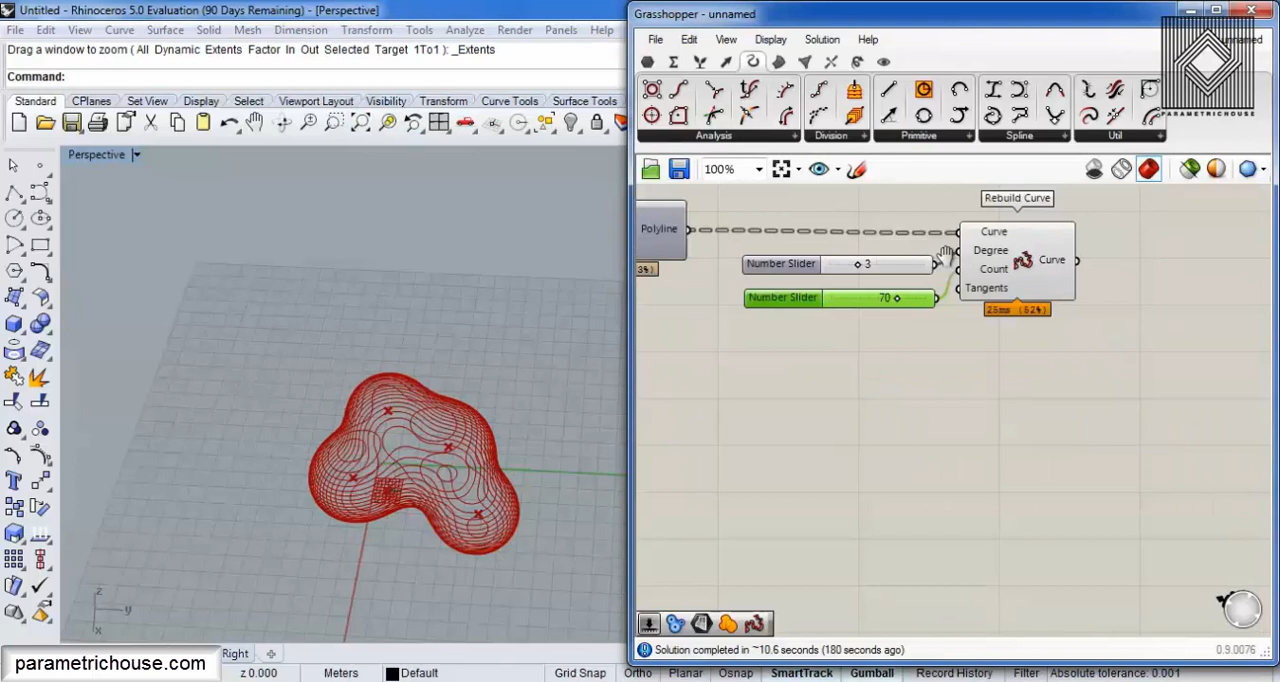 Untitled - Rhinoceros 5.0 Evaluation (90 Days Remaining) - [Perspective]
File Edit View Curve Surface Solid Mesh Dimension Transform Tools Analyze Render Panels Help
Drag a window to zoom ( All Dynamic Extents Factor In Out Selected Target 1To1 ): _Extents
Command:
Standard CPlanes Set View Display Select Viewport Layout Visibility Transform Curve Tools Surface Tools
Perspective
z
y
x
Right
parametrichouse.com
z 0.000 Meters Default Grid Snap Ortho Planar Osnap SmartTrack Gumball Record History Filter Absolute tolerance: 0.001
Grasshopper - unnamed
File Edit View Display Solution Help
unnamed
PARAMETRICHOUSE
Analysis Division Primitive Spline Util
100%
Rebuild Curve
Polyline
3%)
Number Slider 3
Number Slider 70
Curve
Degree
Count
Tangents
Curve
25ms (52%)
Solution completed in ~10.6 seconds (180 seconds ago)
0.9.0076